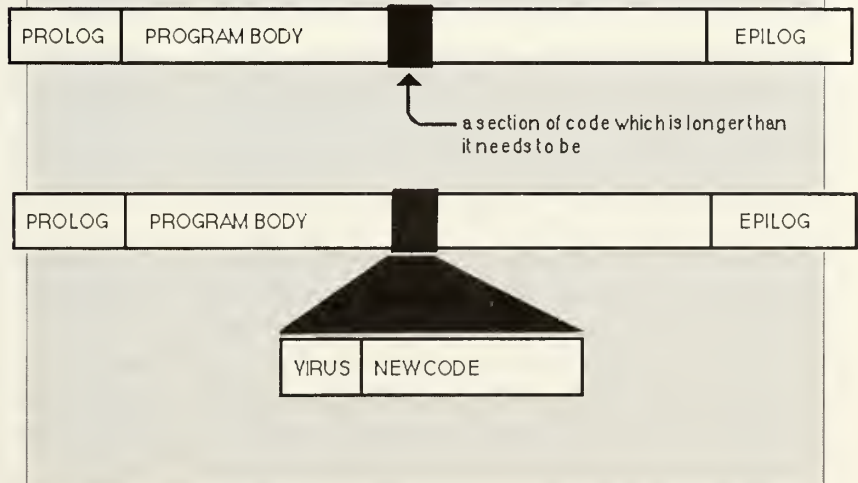 PROLOG PROGRAM BODY EPILOG
a section of code which is longer than
it needs to be
PROLOG PROGRAM BODY EPILOG
VIRUS NEW CODE